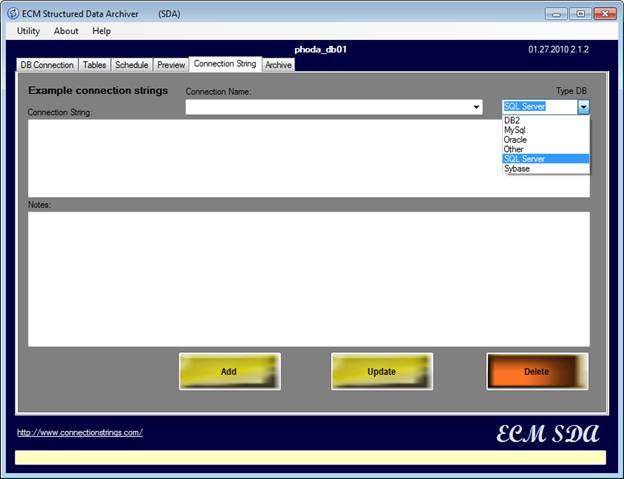 ECM Structured Data Archiver (SDA)
Utility About Help
phoda_db01 01.27.2010 2.1.2
DB Connection Tables Schedule Preview Connection String Archive
Example connection strings Connection Name: Type DB
SQL Server
Connection String:
DB2
MySql
Oracle
Other
SQL Server
Sybase
Notes:
Add Update Delete
http://www.connectionstrings.com/ ECM SDA